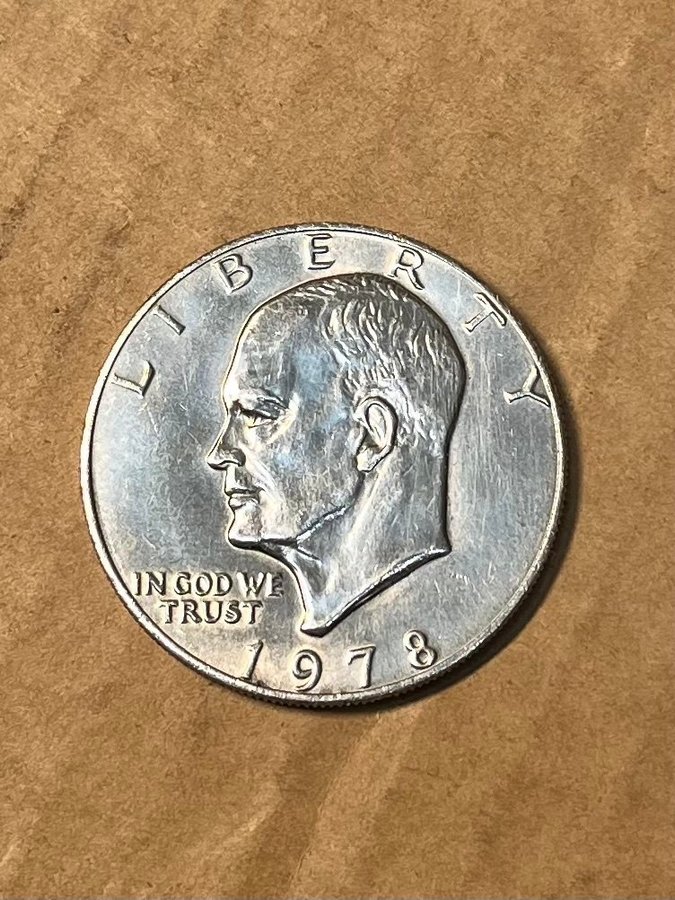 LIBERTY
IN GOD WE
TRUST
1978